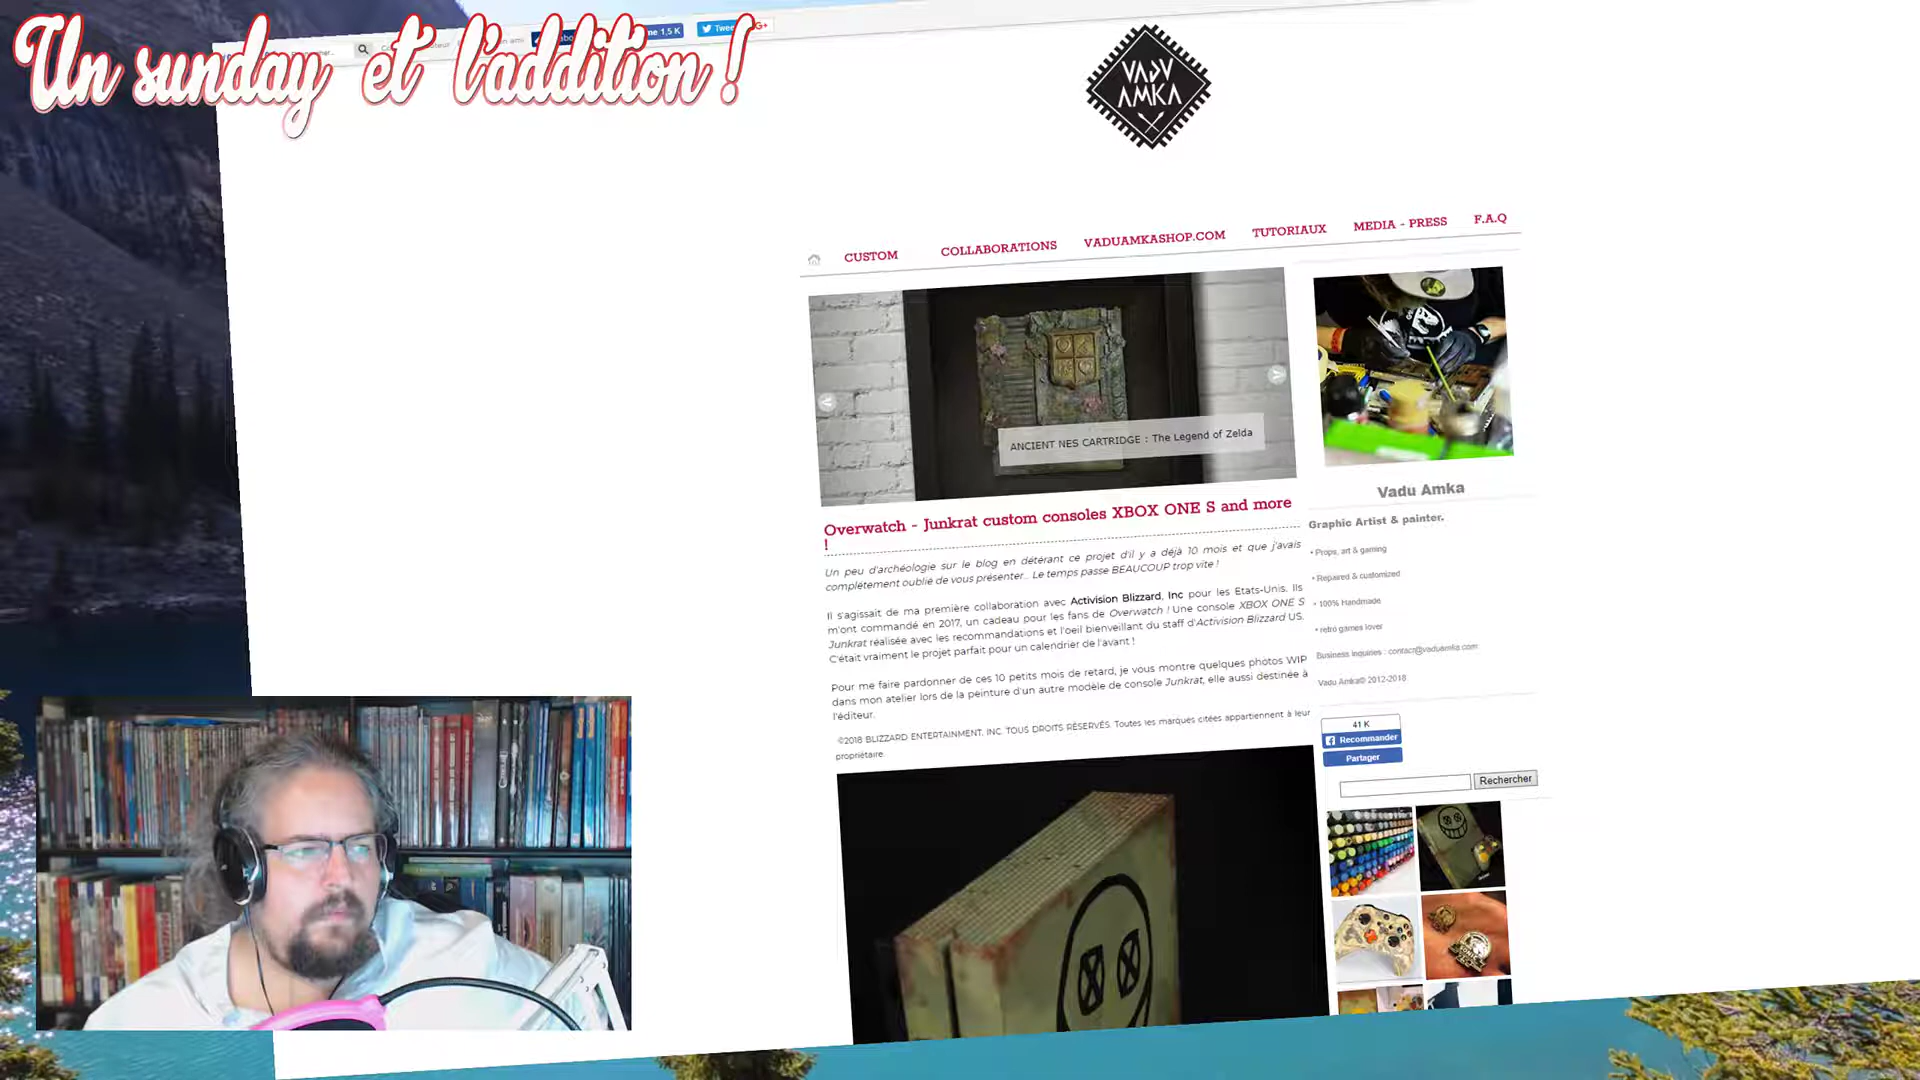 Un sunday et l'addition !
me 1,5 K
Twee
G+
VADU
AMKA
CUSTOM
COLLABORATIONS
VADUAMKASHOP.COM
TUTORIAUX
MEDIA - PRESS
F.A.Q
ANCIENT NES CARTRIDGE : The Legend of Zelda
Overwatch - Junkrat custom consoles XBOX ONE S and more
!
Un peu d'archéologie sur le blog en détérant ce projet d'il y a déjà 10 mois et que j'avais
complètement oublié de vous présenter... Le temps passe BEAUCOUP trop vite !
Il s'agissait de ma première collaboration avec Activision Blizzard, Inc pour les Etats-Unis. Ils
m'ont commandé en 2017, un cadeau pour les fans de Overwatch ! Une console XBOX ONE S
Junkrat réalisée avec les recommandations et l'oeil bienveillant du staff d'Activision Blizzard US.
C'était vraiment le projet parfait pour un calendrier de l'avant !
Pour me faire pardonner de ces 10 petits mois de retard, je vous montre quelques photos WIP
dans mon atelier lors de la peinture d'un autre modèle de console Junkrat, elle aussi destinée à
l'éditeur.
©2018 BLIZZARD ENTERTAINMENT, INC. TOUS DROITS RÉSERVÉS. Toutes les marques citées appartiennent à leur
propriétaire.
Vadu Amka
Graphic Artist & painter.
• Props, art & gaming
• Repaired & customized
• 100% Handmade
• retro games lover
Business inquiries : contact@vaduamka.com
Vadu Amka© 2012-2018
41 K
Recommander
Partager
Rechercher